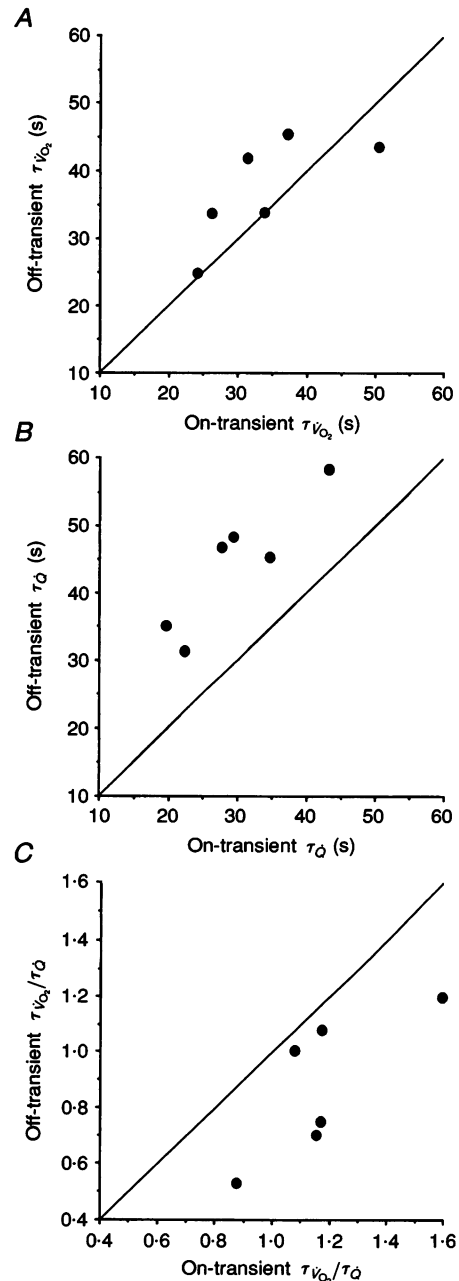 A
60
50
40
30
20
10
Off-transient τV̇O₂ (s)
10 20 30 40 50 60
On-transient τV̇O₂ (s)
B
60
50
40
30
20
10
Off-transient τQ̇ (s)
10 20 30 40 50 60
On-transient τQ̇ (s)
C
1·6
1·4
1·2
1·0
0·8
0·6
0·4
Off-transient τV̇O₂/τQ̇
0·4 0·6 0·8 1·0 1·2 1·4 1·6
On-transient τV̇O₂/τQ̇